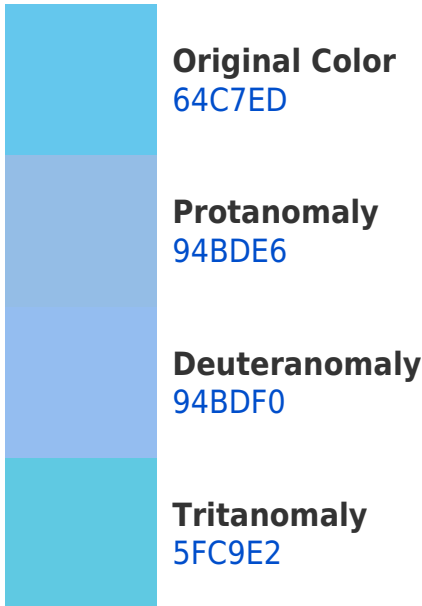 Original Color
64C7ED
Protanomaly
94BDE6
Deuteranomaly
94BDF0
Tritanomaly
5FC9E2